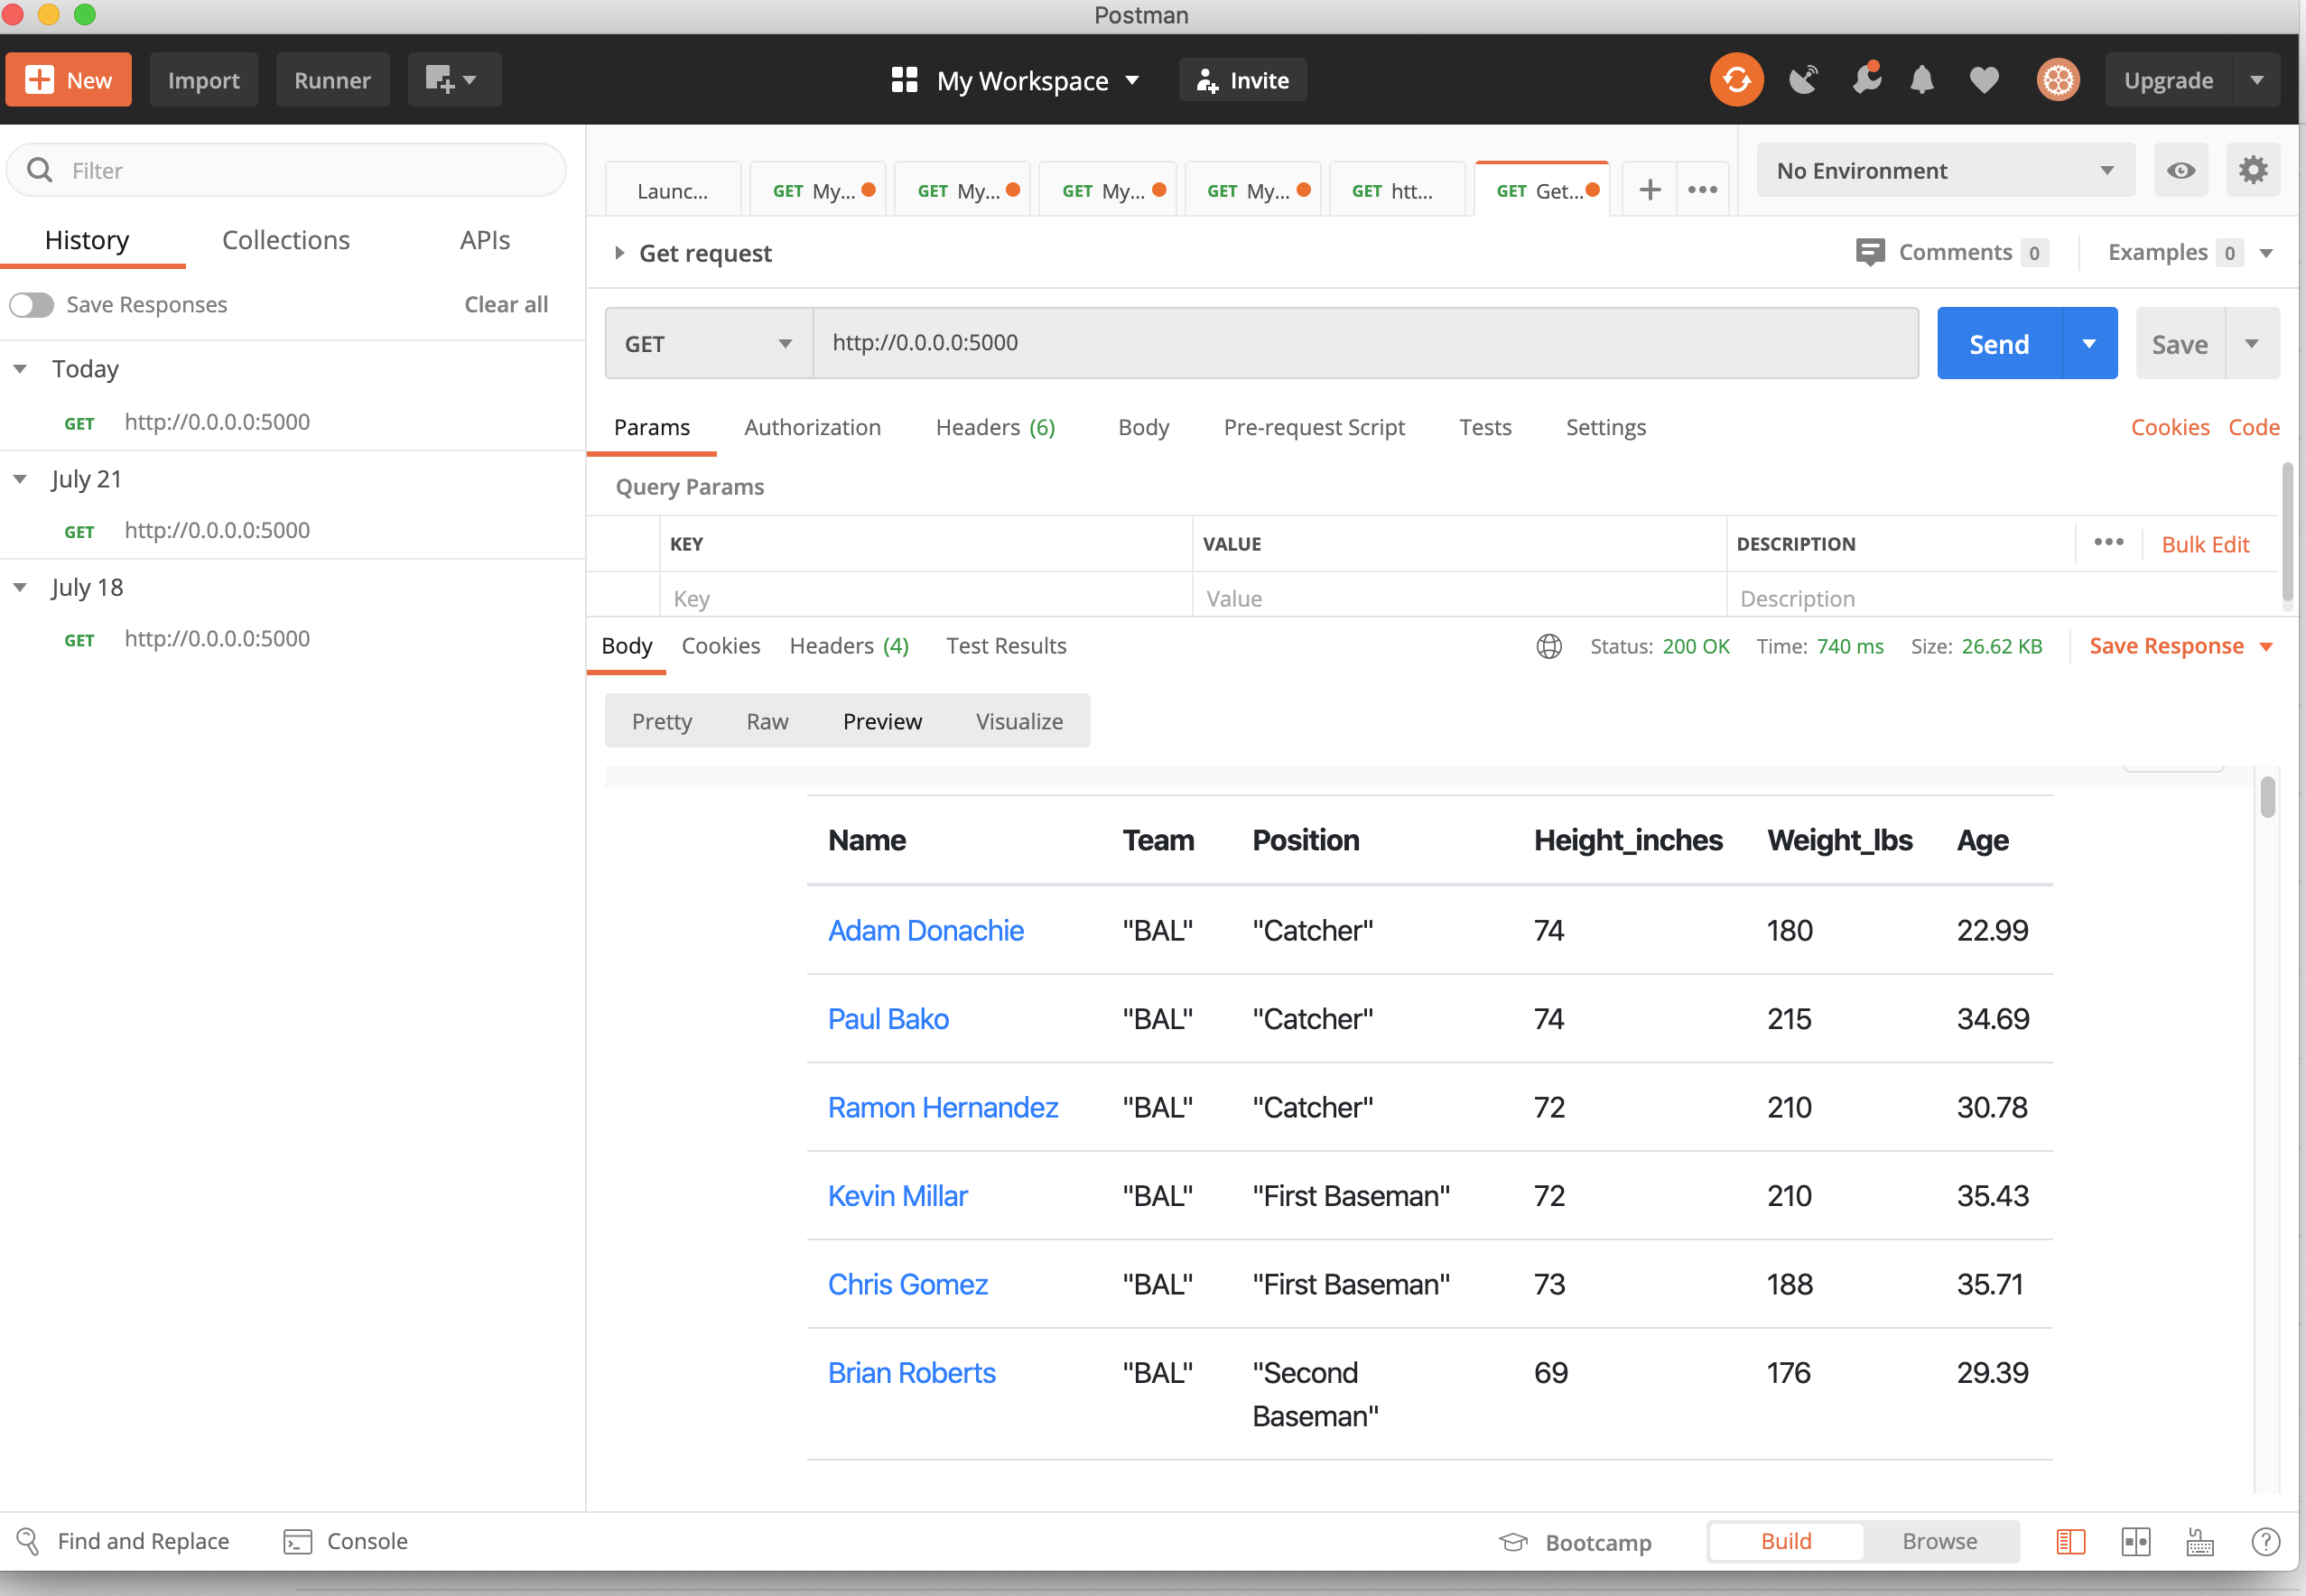 Postman
New Import Runner My Workspace Invite Upgrade
Filter
Launc... GET My... GET My... GET My... GET My... GET htt... GET Get... + ••• No Environment
History Collections APIs
Get request Comments 0 Examples 0
Save Responses Clear all
GET http://0.0.0.0:5000 Send Save
Today
GET http://0.0.0.0:5000
Params Authorization Headers (6) Body Pre-request Script Tests Settings Cookies Code
July 21
Query Params
GET http://0.0.0.0:5000
KEY VALUE DESCRIPTION ••• Bulk Edit
July 18
Key Value Description
GET http://0.0.0.0:5000
Body Cookies Headers (4) Test Results Status: 200 OK Time: 740 ms Size: 26.62 KB Save Response
Pretty Raw Preview Visualize
Name Team Position Height_inches Weight_lbs Age
Adam Donachie "BAL" "Catcher" 74 180 22.99
Paul Bako "BAL" "Catcher" 74 215 34.69
Ramon Hernandez "BAL" "Catcher" 72 210 30.78
Kevin Millar "BAL" "First Baseman" 72 210 35.43
Chris Gomez "BAL" "First Baseman" 73 188 35.71
Brian Roberts "BAL" "Second 69 176 29.39
Baseman"
Find and Replace Console Bootcamp Build Browse ?